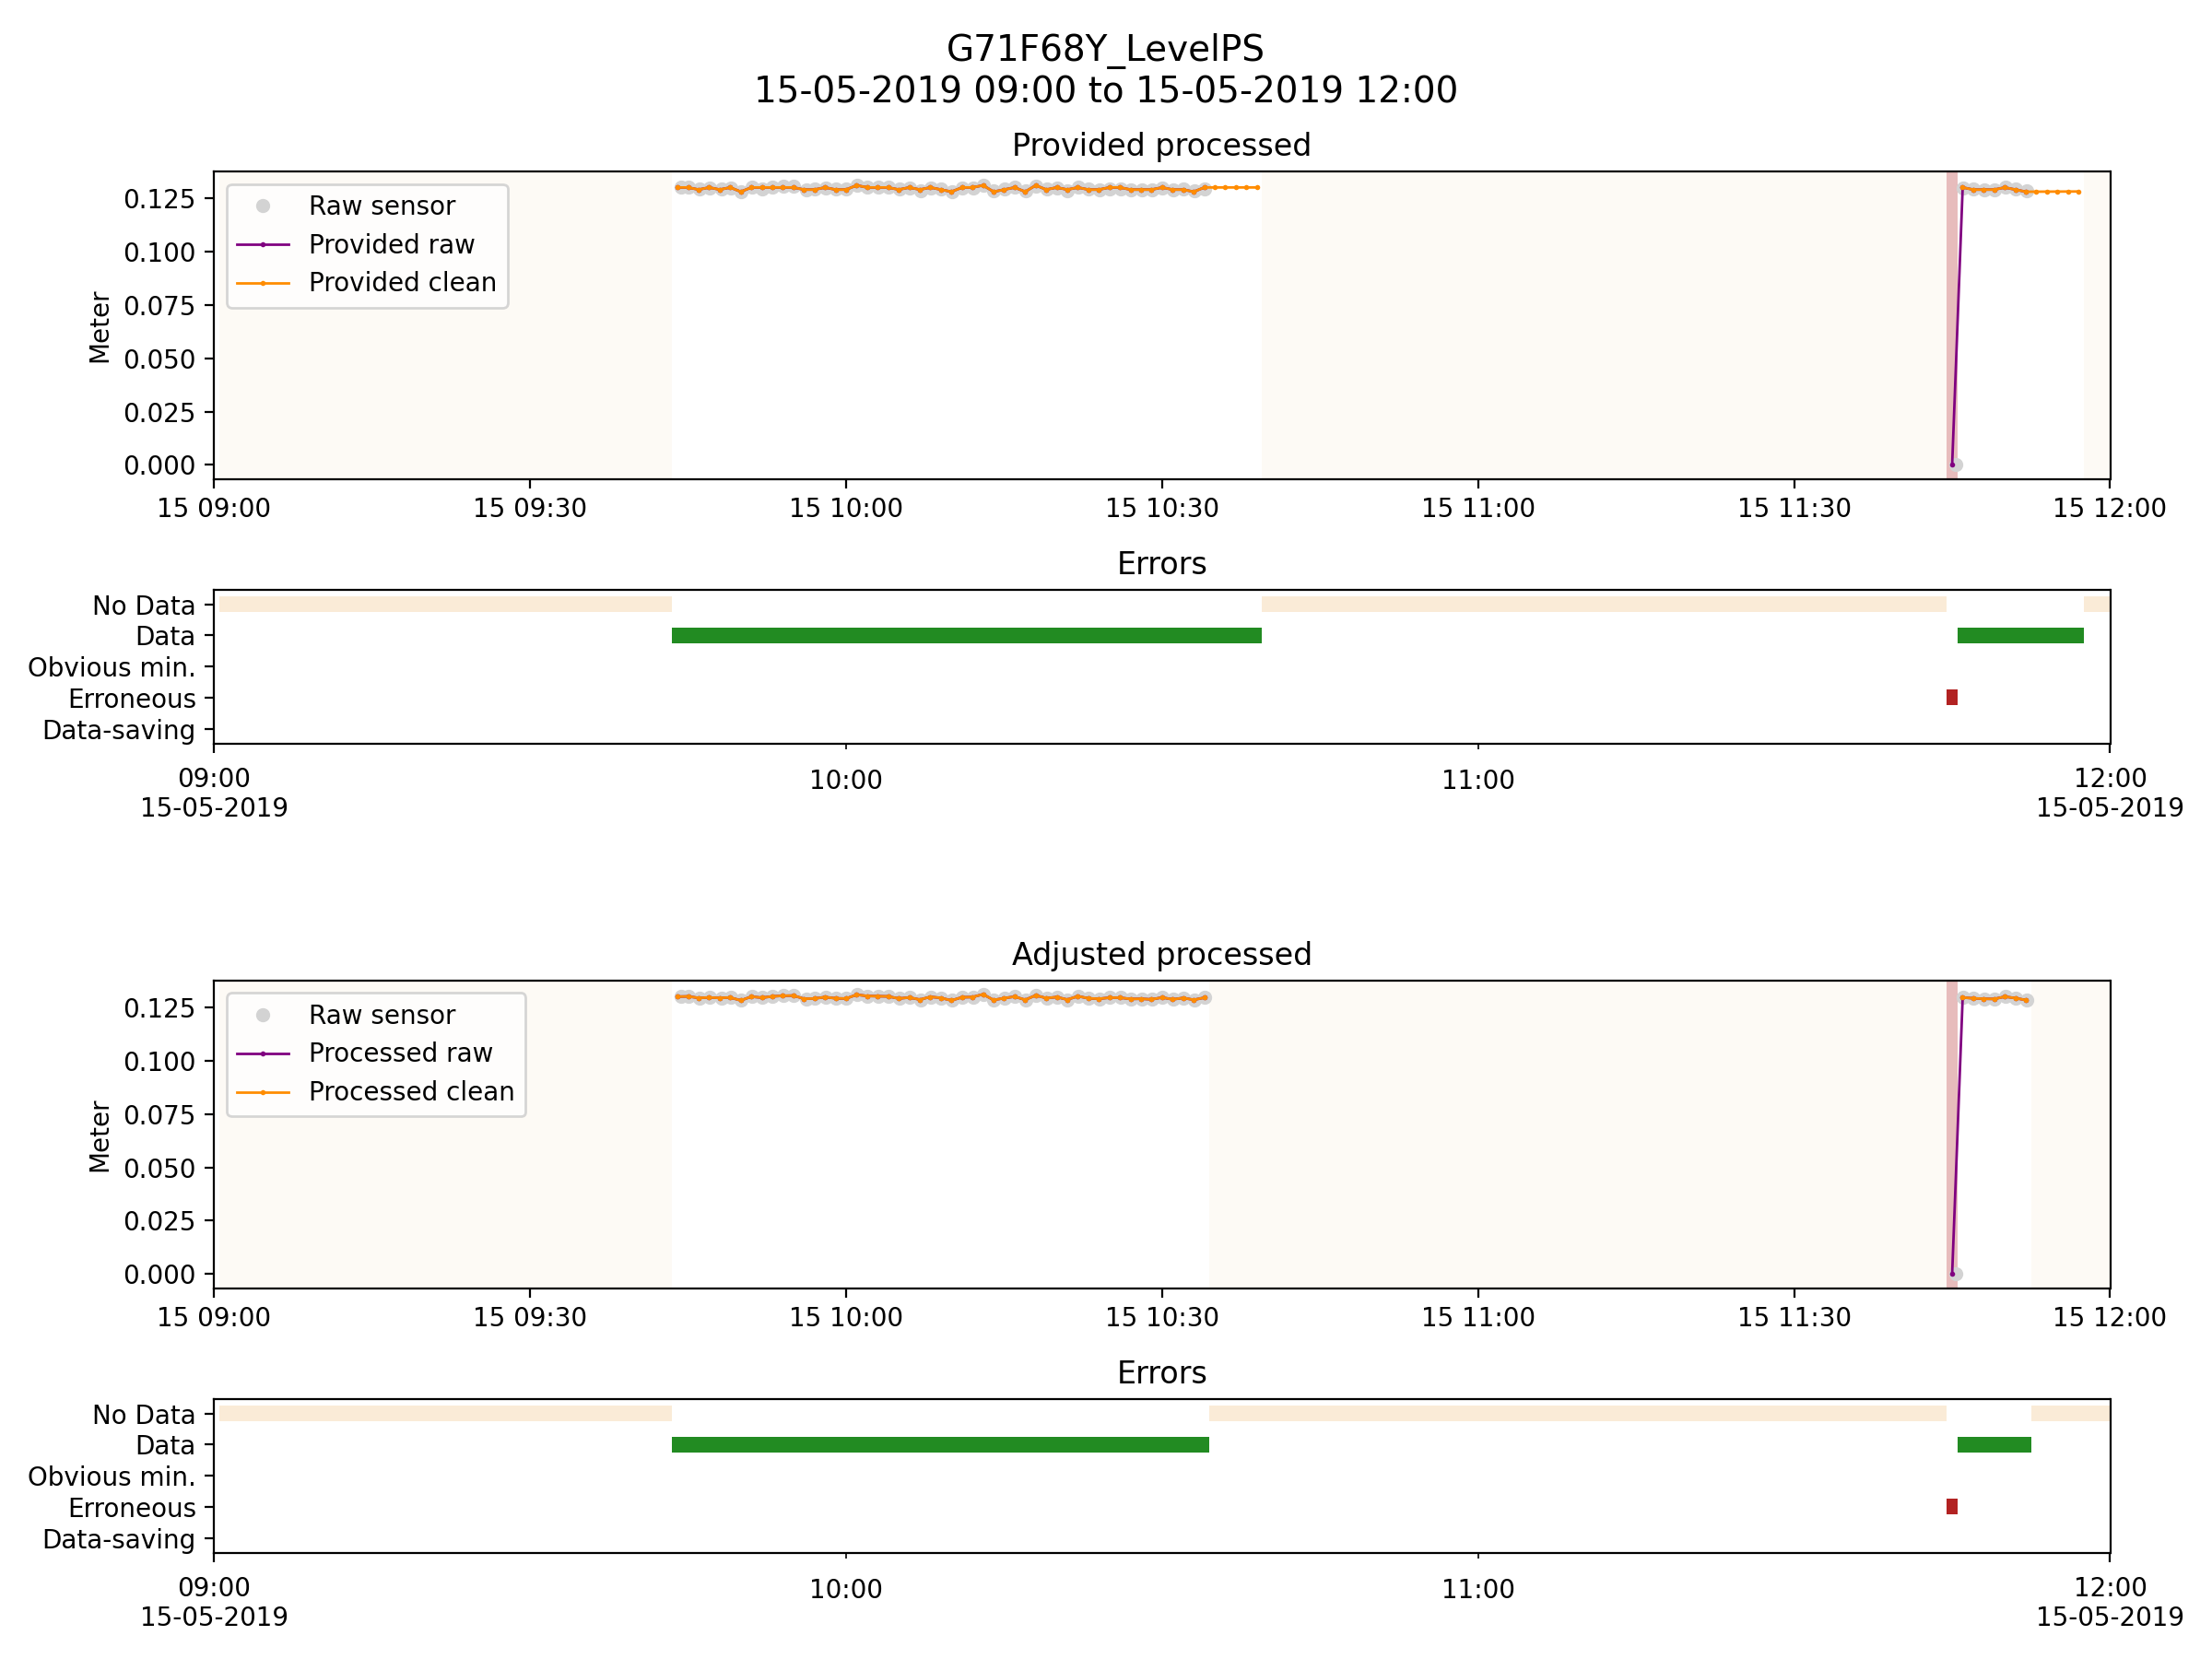 G71F68Y_LevelPS
15-05-2019 09:00 to 15-05-2019 12:00
Provided processed
Meter
0.125
0.100
0.075
0.050
0.025
0.000
Raw sensor
Provided raw
Provided clean
15 09:00 15 09:30 15 10:00 15 10:30 15 11:00 15 11:30 15 12:00
Errors
No Data
Data
Obvious min.
Erroneous
Data-saving
09:00 10:00 11:00 12:00
15-05-2019 15-05-2019
Adjusted processed
Meter
0.125
0.100
0.075
0.050
0.025
0.000
Raw sensor
Processed raw
Processed clean
15 09:00 15 09:30 15 10:00 15 10:30 15 11:00 15 11:30 15 12:00
Errors
No Data
Data
Obvious min.
Erroneous
Data-saving
09:00 10:00 11:00 12:00
15-05-2019 15-05-2019